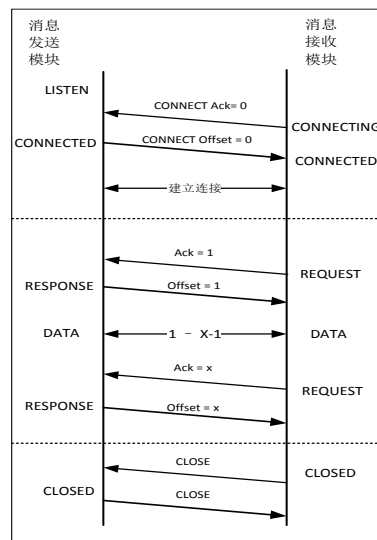 消息
发送
模块
消息
接收
模块
LISTEN
CONNECT Ack= 0
CONNECTING
CONNECTED
CONNECT Offset = 0
CONNECTED
建立连接
Ack = 1
REQUEST
RESPONSE
Offset = 1
DATA
1 – X-1
DATA
Ack = x
REQUEST
RESPONSE
Offset = x
CLOSE
CLOSED
CLOSED
CLOSE